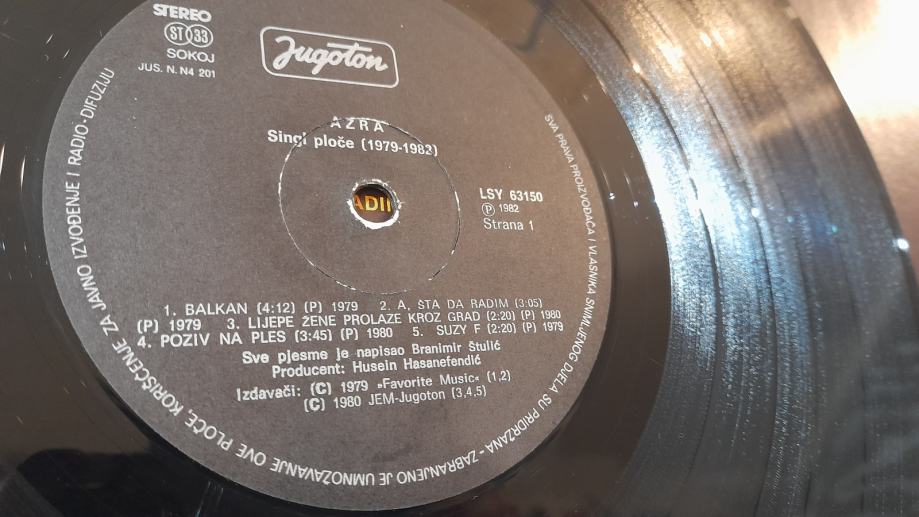 STEREO
ST 33
SOKOJ
JUS. N. N4 201
Jugoton
AZRA
Singl ploče (1979-1982)
ADI
LSY 63150
Ⓟ 1982
Strana 1
1. BALKAN (4:12) (P) 1979 2. A, ŠTA DA RADIM (3:05)
(P) 1979 3. LIJEPE ŽENE PROLAZE KROZ GRAD (2:20) (P) 1980
4. POZIV NA PLES (3:45) (P) 1980 5. SUZY F (2:20) (P) 1979
Sve pjesme je napisao Branimir Štulić
Producent: Husein Hasanefendić
Izdavači: (C) 1979 »Favorite Music« (1,2)
(C) 1980 JEM-Jugoton (3,4,5)
SVA PRAVA PROIZVOĐAČA I VLASNIKA SNIMLJENOG DJELA SU PRIDRŽANA - ZABRANJENO JE UMNOŽAVANJE OVE PLOČE, KORIŠĆENJE ZA JAVNO IZVOĐENJE I RADIO-DIFUZIJU